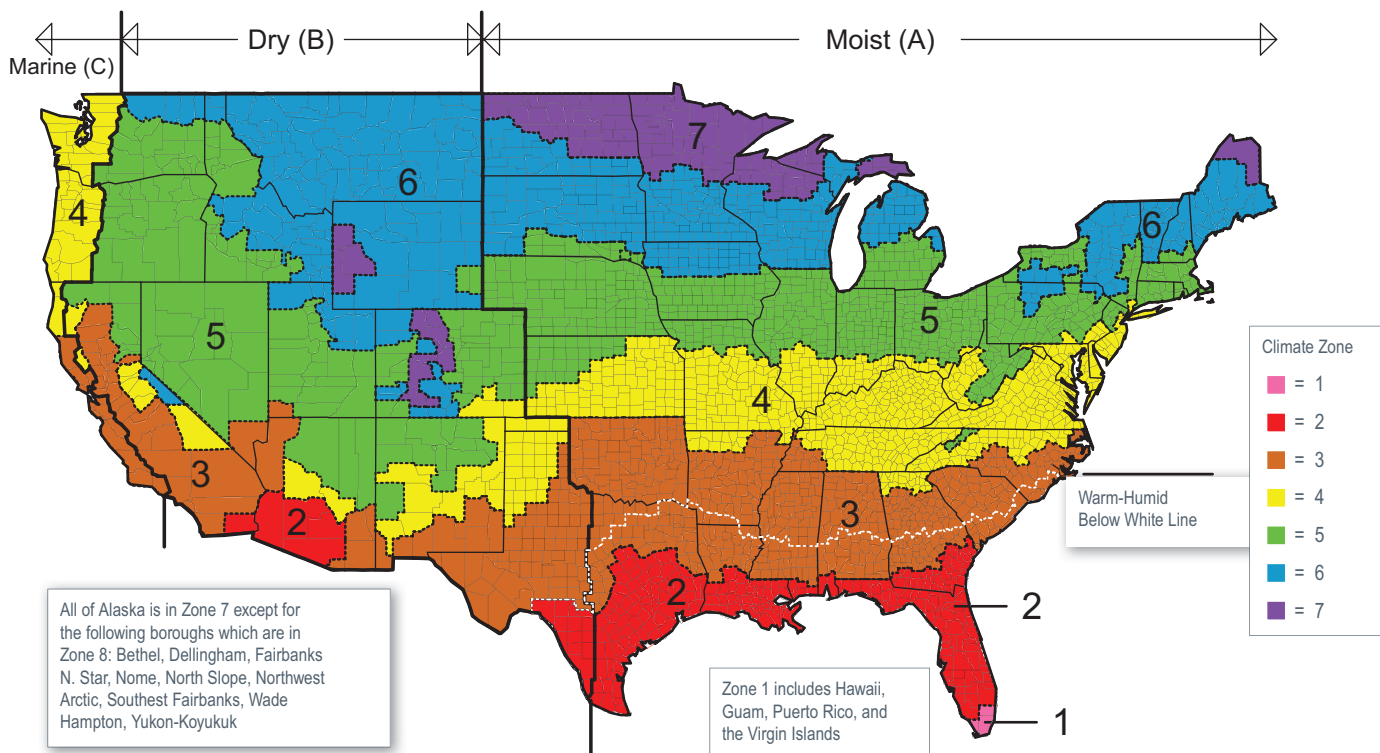 Dry (B)
Moist (A)
Marine (C)
7
6
4
6
5
5
4
3
3
2
2
2
1
Climate Zone
= 1
= 2
= 3
= 4
= 5
= 6
= 7
Warm-Humid
Below White Line
All of Alaska is in Zone 7 except for
the following boroughs which are in
Zone 8: Bethel, Dellingham, Fairbanks
N. Star, Nome, North Slope, Northwest
Arctic, Southest Fairbanks, Wade
Hampton, Yukon-Koyukuk
Zone 1 includes Hawaii,
Guam, Puerto Rico, and
the Virgin Islands